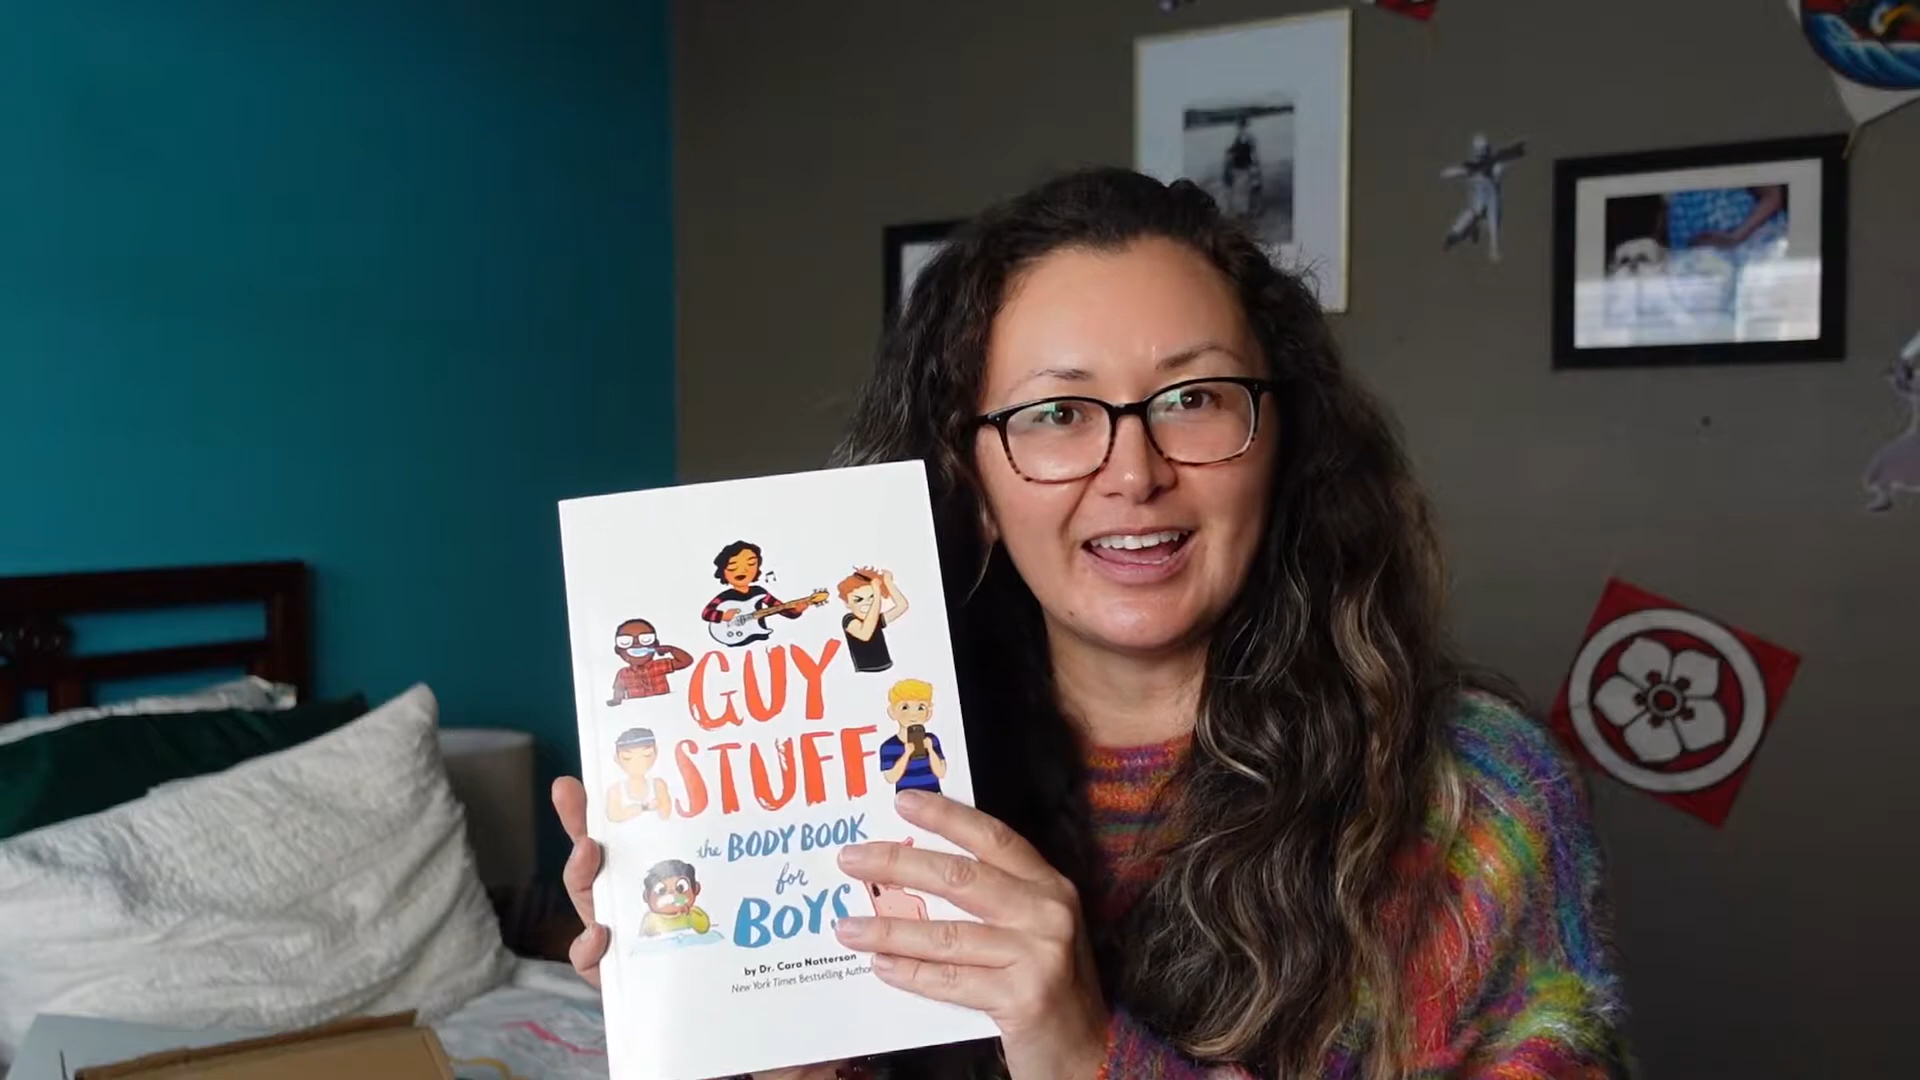 GUY
STUFF
the BODY BOOK
for
BOYS
by Dr. Cara Natterson
New York Times Bestselling Author